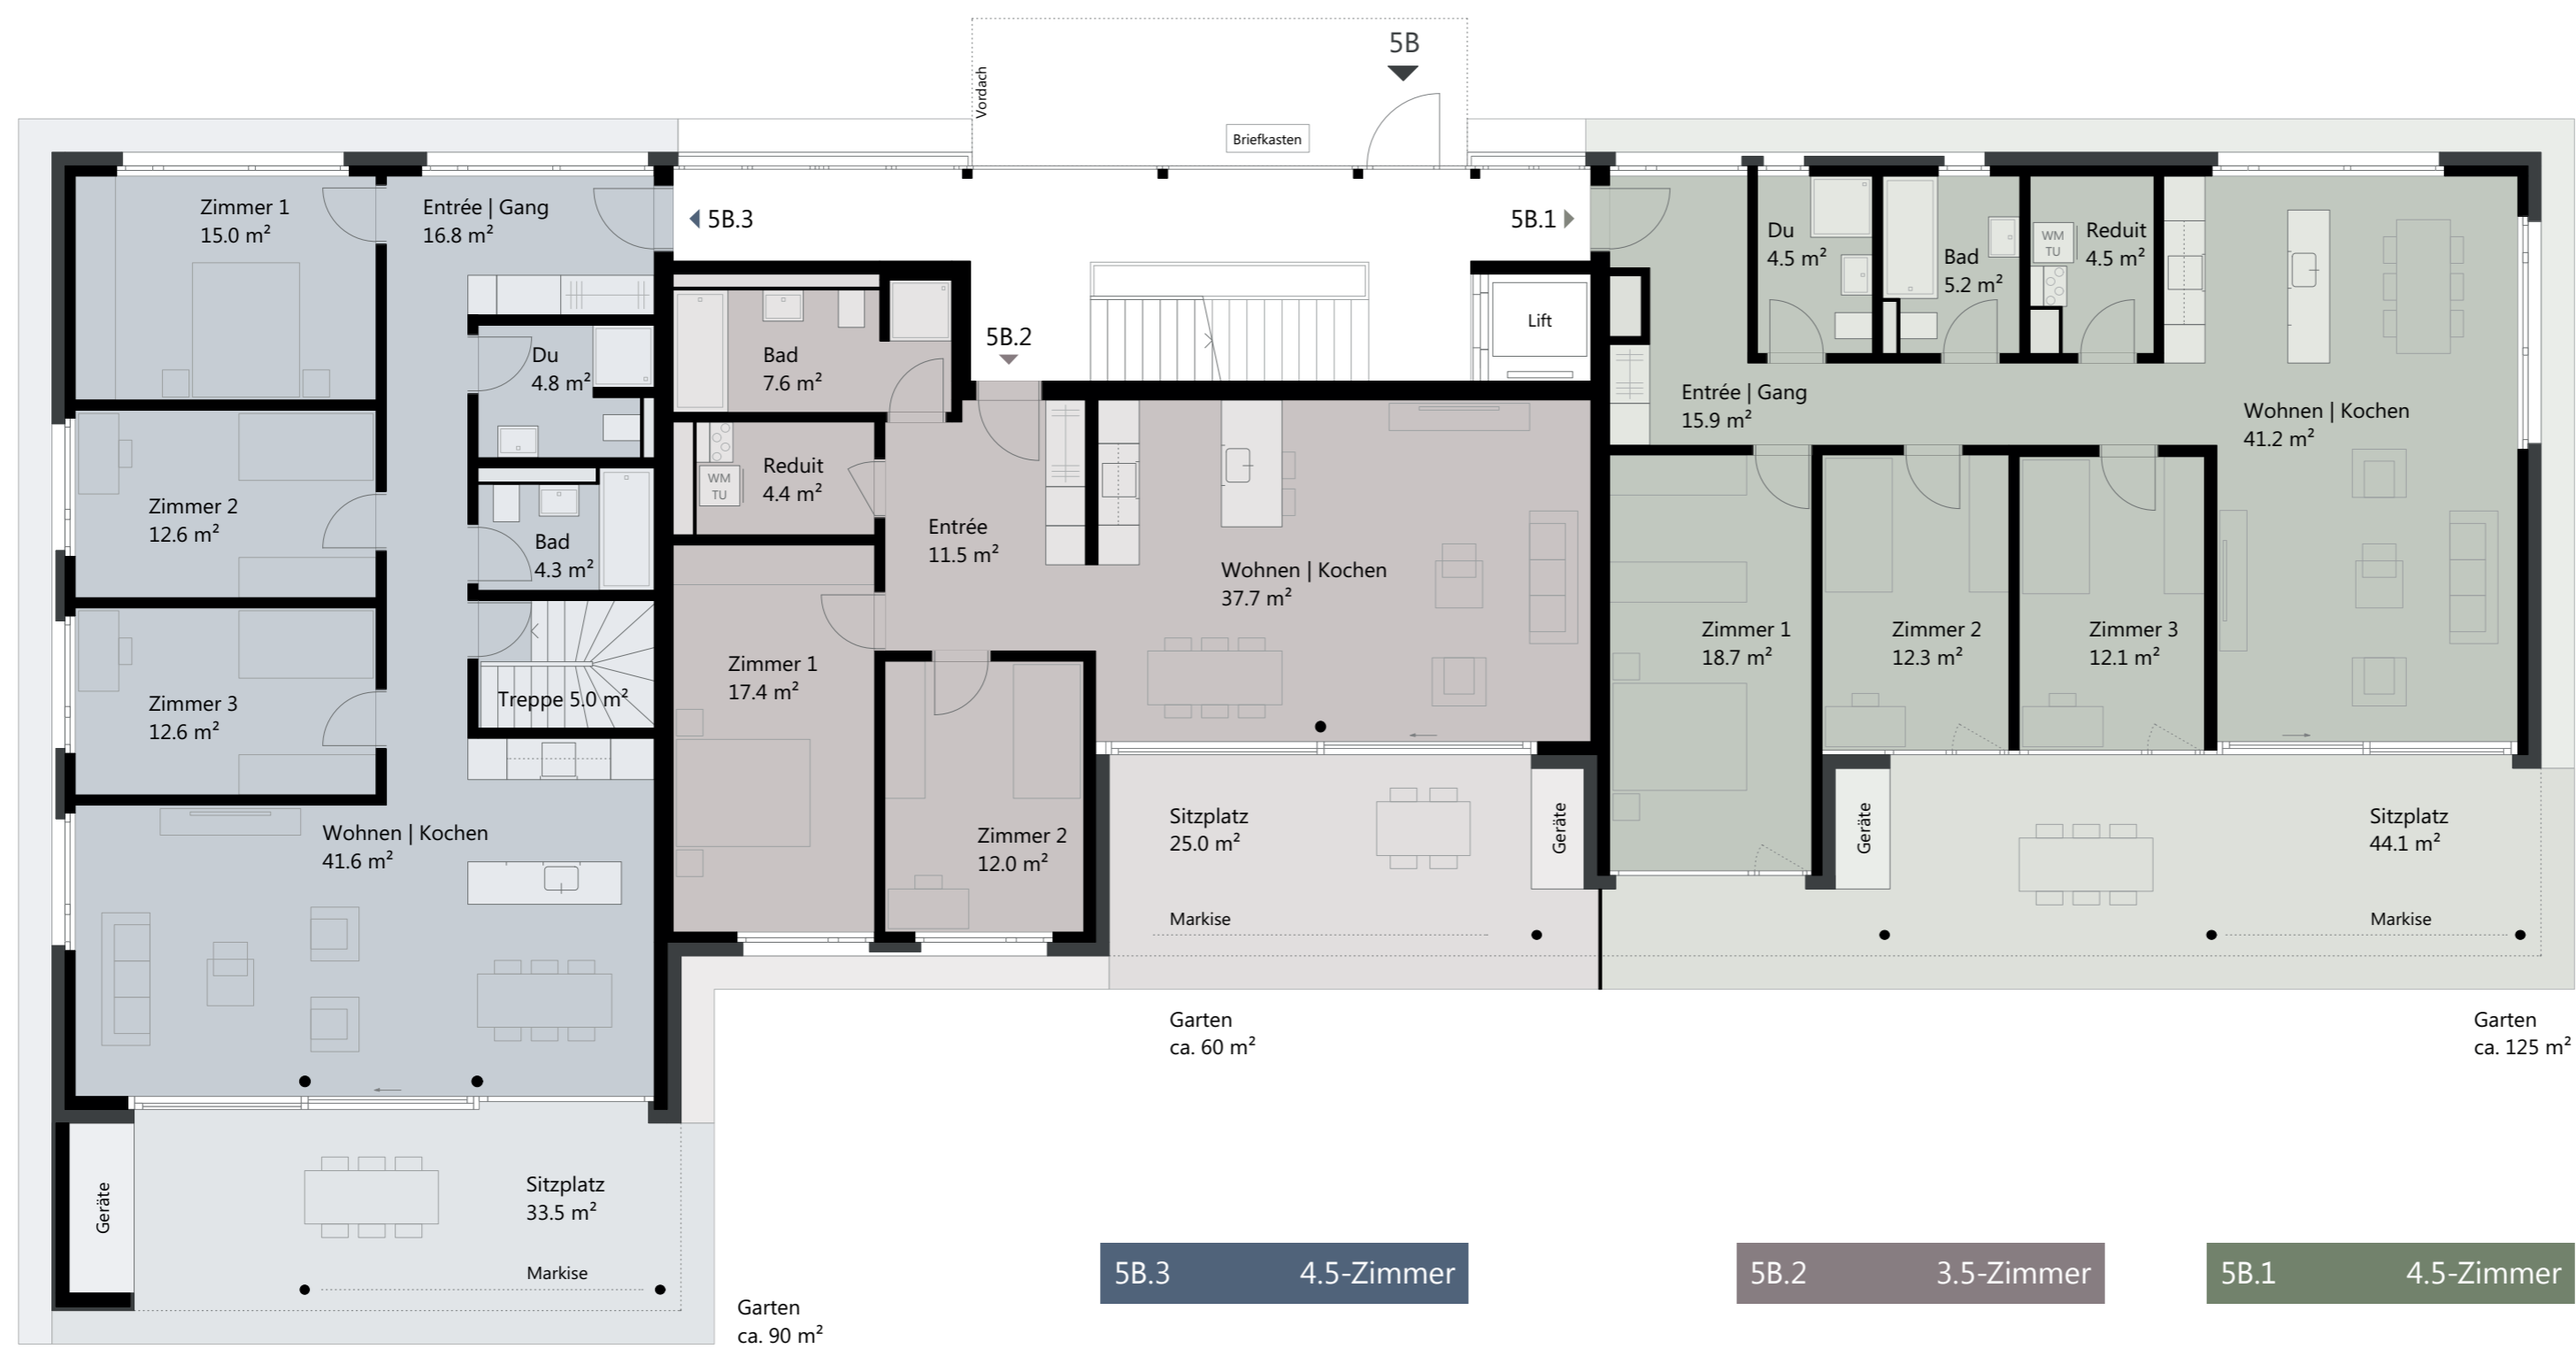 5B
Vordach
Briefkasten
5B.3
5B.1
5B.2
Lift
Zimmer 1
15.0 m²
Entrée | Gang
16.8 m²
Du
4.8 m²
Zimmer 2
12.6 m²
Bad
4.3 m²
Zimmer 3
12.6 m²
Treppe 5.0 m²
Wohnen | Kochen
41.6 m²
Geräte
Sitzplatz
33.5 m²
Markise
Garten
ca. 90 m²
Bad
7.6 m²
Reduit
4.4 m²
WM
TU
Entrée
11.5 m²
Wohnen | Kochen
37.7 m²
Zimmer 1
17.4 m²
Zimmer 2
12.0 m²
Sitzplatz
25.0 m²
Geräte
Markise
Garten
ca. 60 m²
Du
4.5 m²
Bad
5.2 m²
WM
TU
Reduit
4.5 m²
Entrée | Gang
15.9 m²
Wohnen | Kochen
41.2 m²
Zimmer 1
18.7 m²
Zimmer 2
12.3 m²
Zimmer 3
12.1 m²
Geräte
Sitzplatz
44.1 m²
Markise
Garten
ca. 125 m²
5B.3 4.5-Zimmer
5B.2 3.5-Zimmer
5B.1 4.5-Zimmer